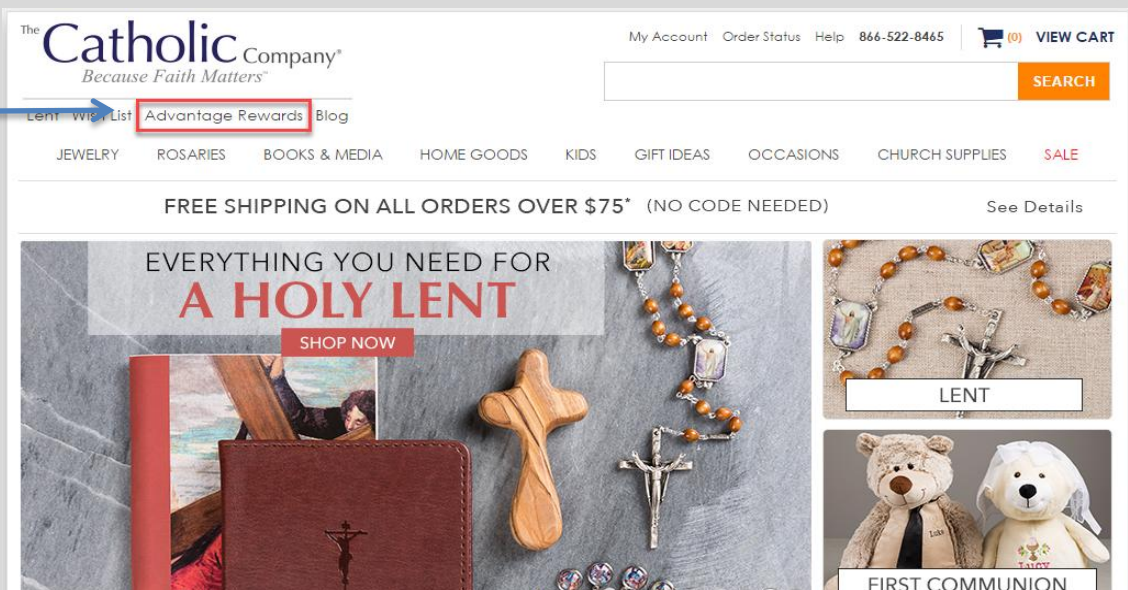 The Catholic Company®
Because Faith Matters℠
My Account Order Status Help 866-522-8465 (0) VIEW CART
SEARCH
Lent Wish List Advantage Rewards Blog
JEWELRY ROSARIES BOOKS & MEDIA HOME GOODS KIDS GIFT IDEAS OCCASIONS CHURCH SUPPLIES SALE
FREE SHIPPING ON ALL ORDERS OVER $75* (NO CODE NEEDED) See Details
EVERYTHING YOU NEED FOR
A HOLY LENT
SHOP NOW
LENT
Luke
LUCY
FIRST COMMUNION